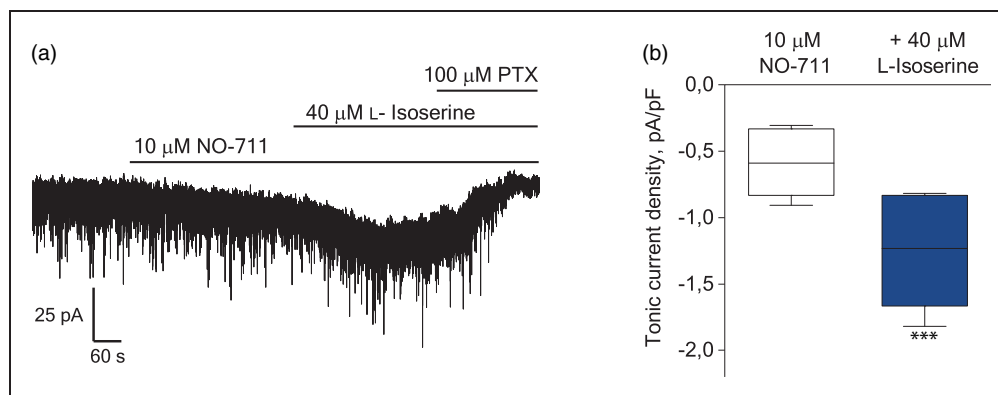 (a)
100 μM PTX
40 μM L- Isoserine
10 μM NO-711
25 pA
60 s
(b)
10 μM
NO-711
+ 40 μM
L-Isoserine
Tonic current density, pA/pF
0,0
-0,5
-1,0
-1,5
-2,0
***